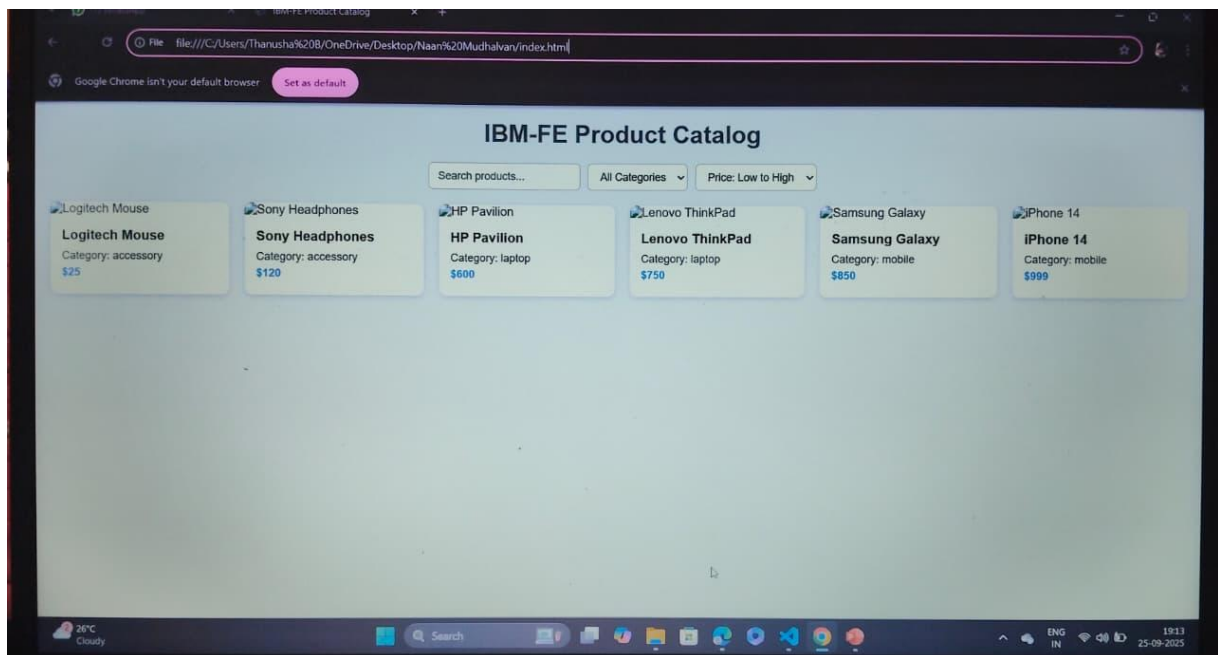 IBM-FE Product Catalog
File file:///C:/Users/Thanusha%20B/OneDrive/Desktop/Naan%20Mudhalvan/index.html
Google Chrome isn't your default browser Set as default
IBM-FE Product Catalog
Search products... All Categories Price: Low to High
Logitech Mouse Sony Headphones HP Pavilion Lenovo ThinkPad Samsung Galaxy iPhone 14
Logitech Mouse Sony Headphones HP Pavilion Lenovo ThinkPad Samsung Galaxy iPhone 14
Category: accessory Category: accessory Category: laptop Category: laptop Category: mobile Category: mobile
$25 $120 $600 $750 $850 $999
26°C Search ENG 19:13
Cloudy IN 25-09-2025